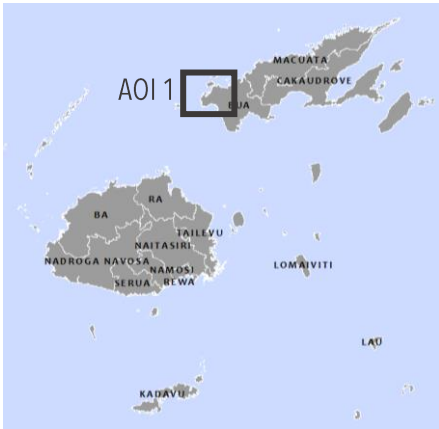 MACUATA
CAKAUDROVE
AOI 1
BUA
RA
BA
TAILEVU
NAITASIRI
NADROGA NAVOSA
NAMOSI
LOMAIVITI
SERUA
REWA
LAU
KADAVU